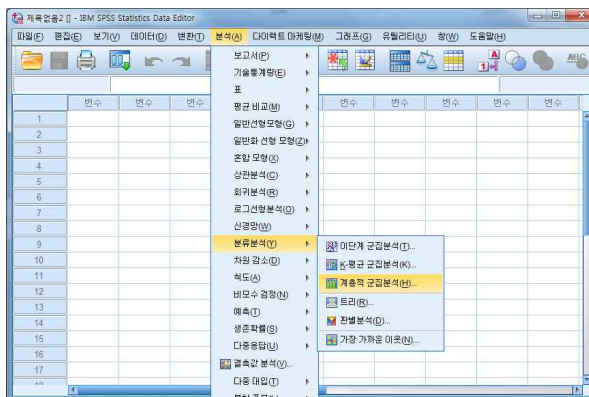 제목없음2 [] - IBM SPSS Statistics Data Editor
파일(F) 편집(E) 보기(V) 데이터(D) 변환(T) 분석(A) 다이렉트 마케팅(M) 그래프(G) 유틸리티(U) 창(W) 도움말(H)
보고서(P)
기술통계량(E)
표
변수 변수 변수 변수 변수 변수 변수
평균 비교(M)
1
일반선형모형(G)
2
일반화 선형 모형(Z)
3
혼합 모형(X)
4
상관분석(C)
5
회귀분석(R)
6
로그선형분석(O)
7
신경망(W)
8
분류분석(Y)
9
이단계 군집분석(T)...
차원 감소(D)
10
K-평균 군집분석(K)...
척도(A)
11
계층적 군집분석(H)...
비모수 검정(N)
12
트리(R)...
예측(T)
13
판별분석(D)...
생존확률(S)
14
가장 가까운 이웃(N)...
다중응답(U)
15
결측값 분석(V)...
16
다중 대입(T)
17